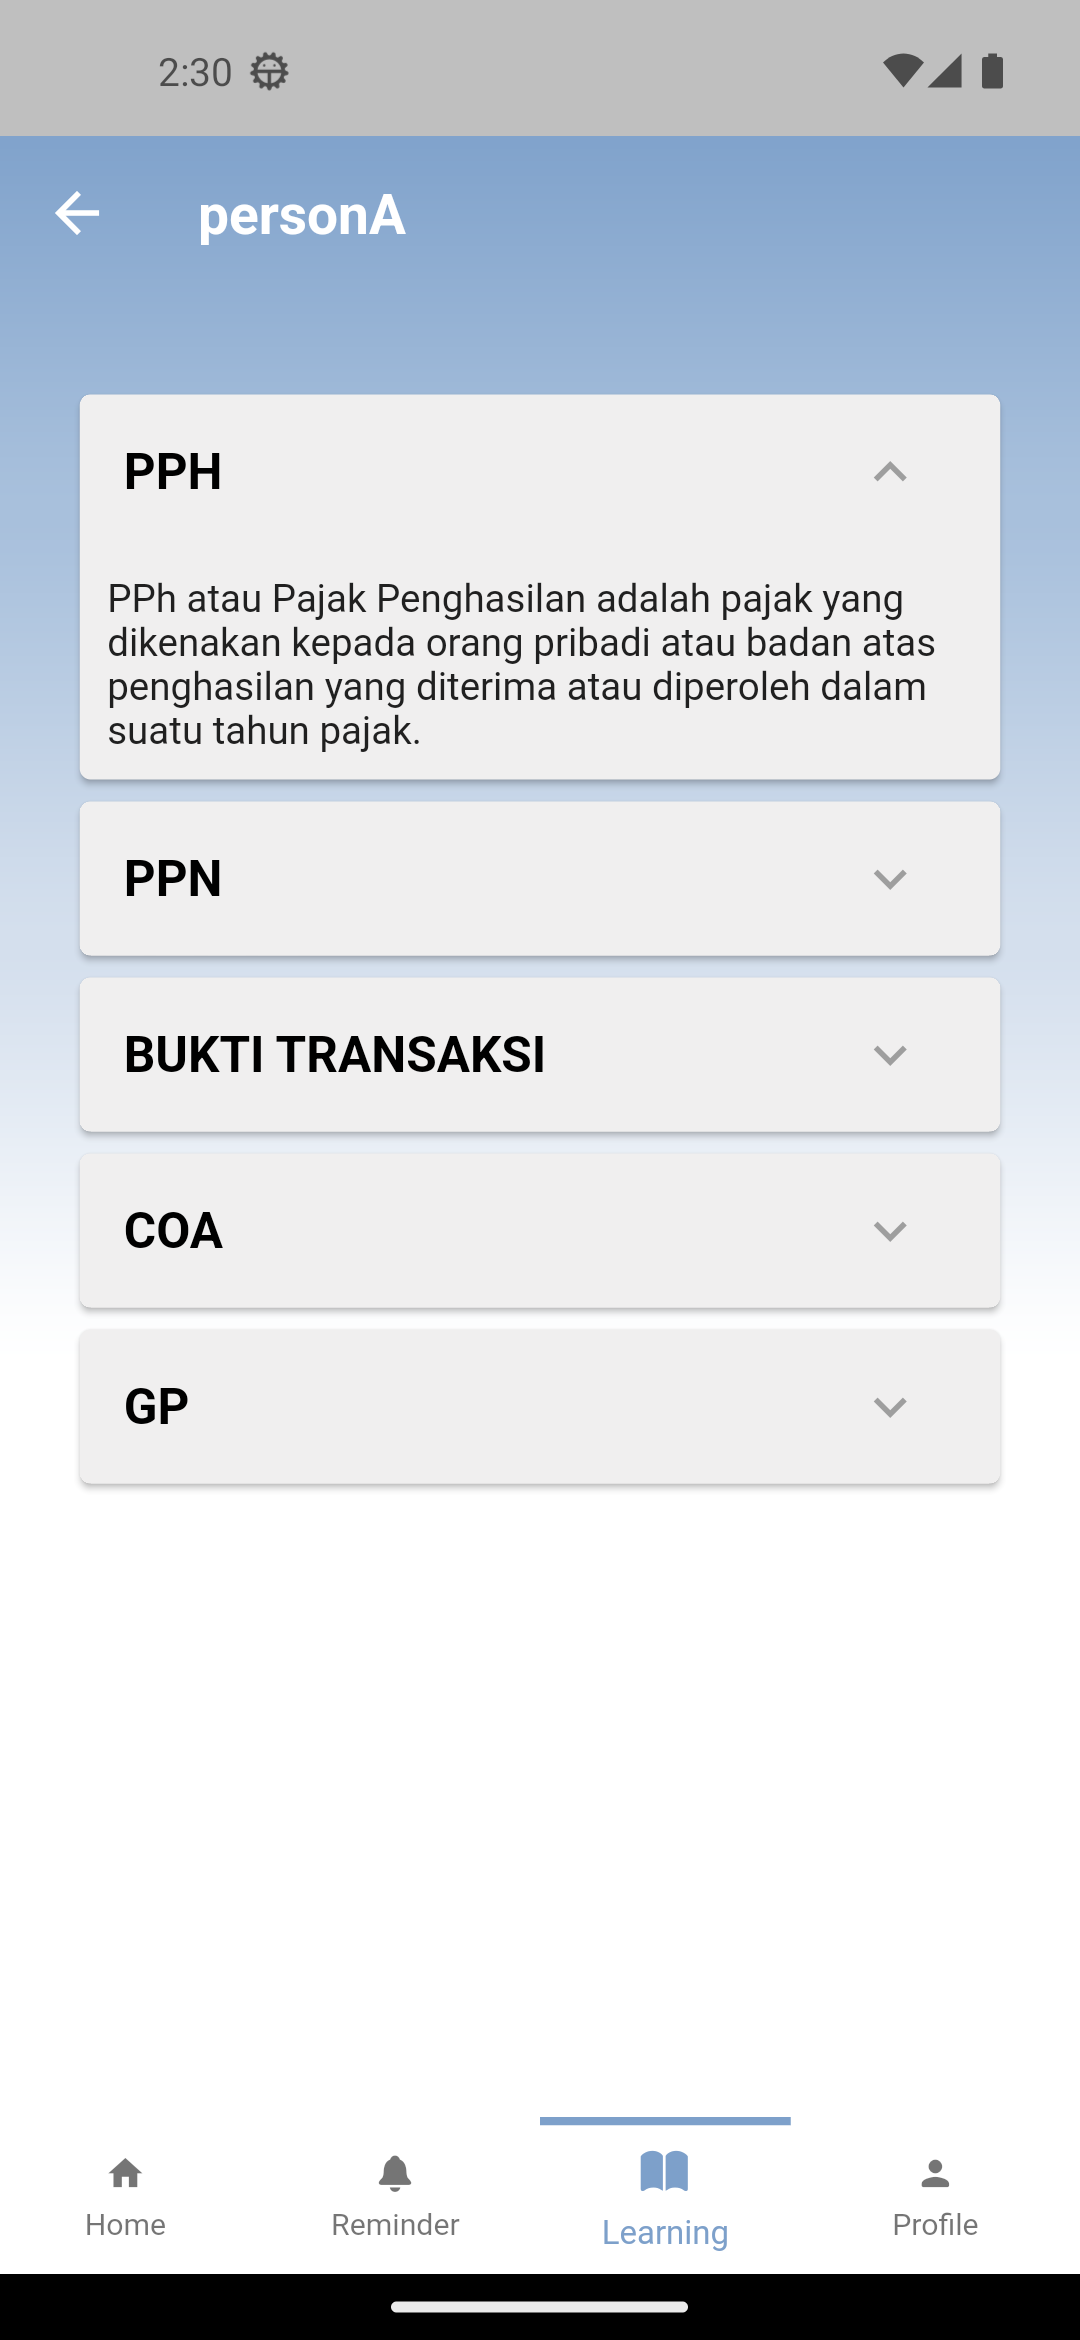 2:30
personA
PPH
PPh atau Pajak Penghasilan adalah pajak yang
dikenakan kepada orang pribadi atau badan atas
penghasilan yang diterima atau diperoleh dalam
suatu tahun pajak.
PPN
BUKTI TRANSAKSI
COA
GP
Home
Reminder
Learning
Profile